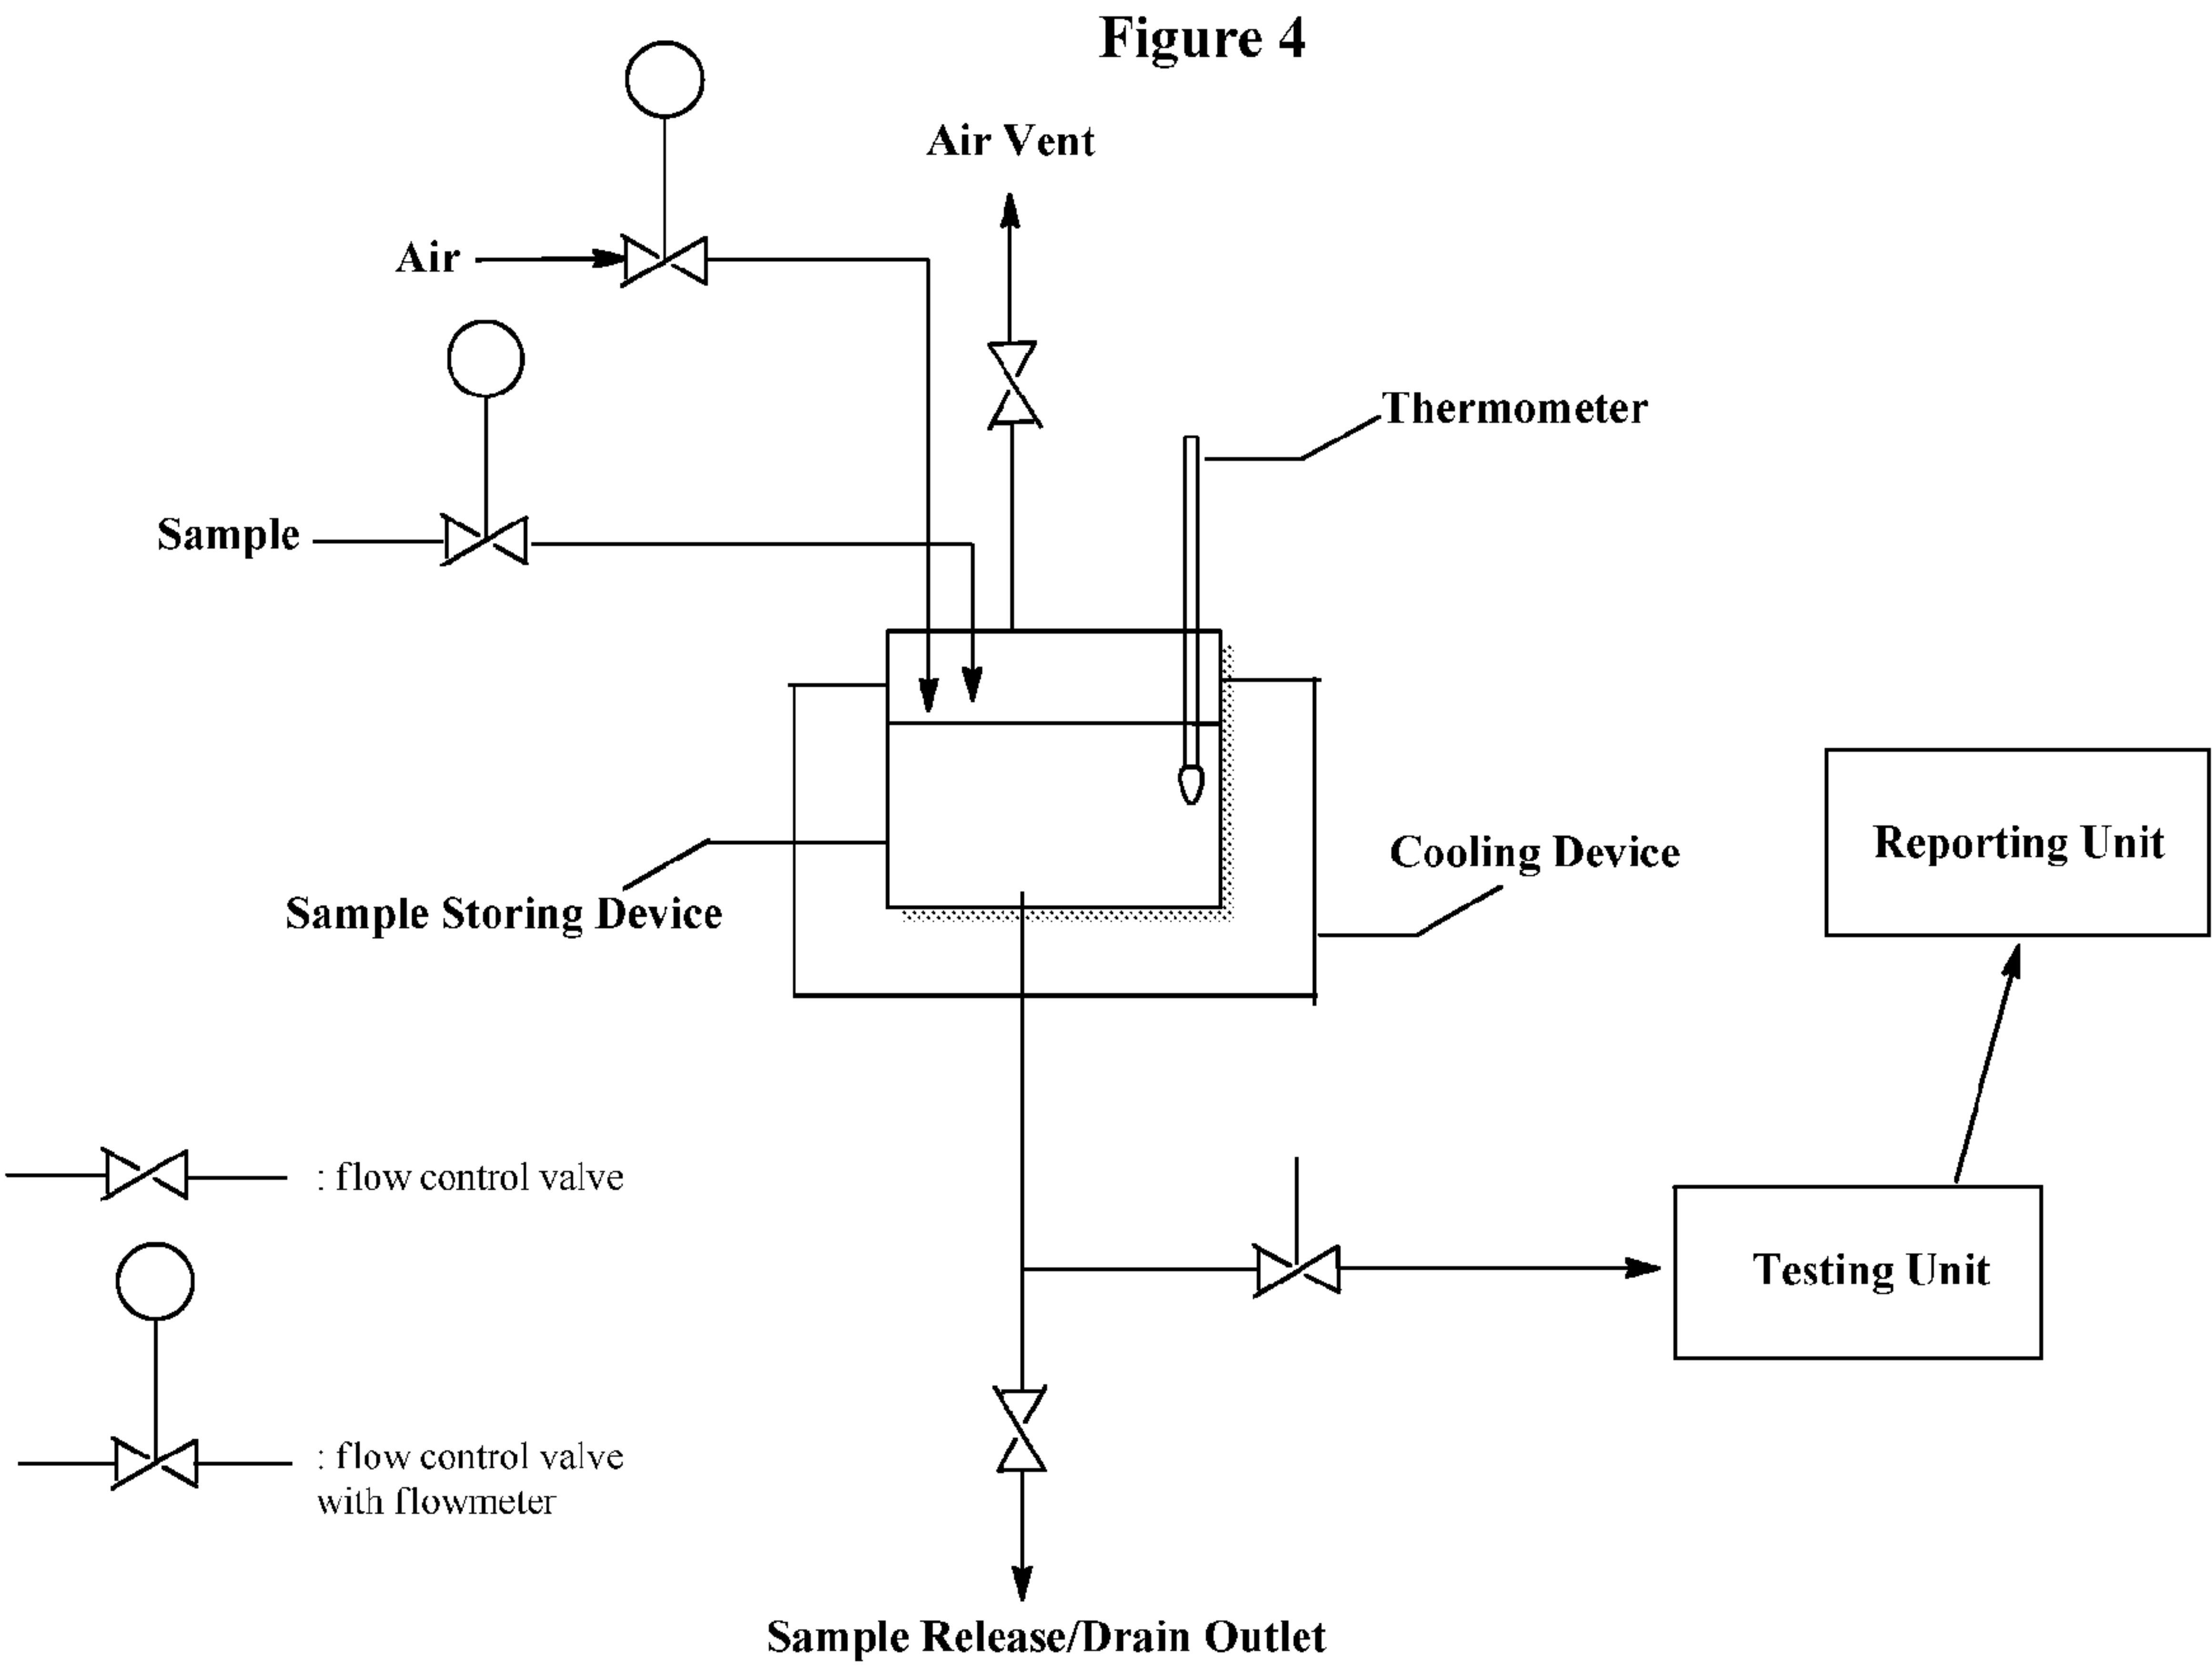 Figure 4
Air Vent
Air
Thermometer
Sample
Reporting Unit
Cooling Device
Sample Storing Device
: flow control valve
Testing Unit
: flow control valve
with flowmeter
Sample Release/Drain Outlet